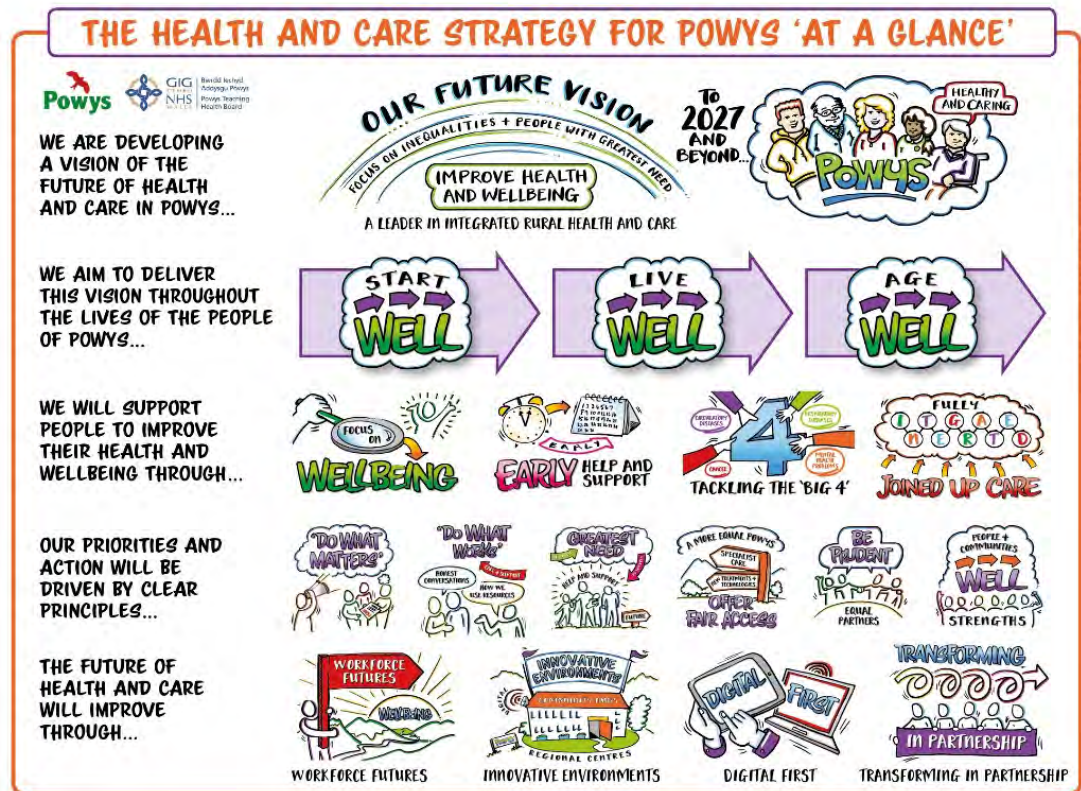 THE HEALTH AND CARE STRATEGY FOR POWYS 'AT A GLANCE'
Powys
GIG
CYMRU
NHS
WALES
Bwrdd Iechyd
Addysgu Powys
Powys Teaching
Health Board
WE ARE DEVELOPING
A VISION OF THE
FUTURE OF HEALTH
AND CARE IN POWYS...
OUR FUTURE VISION
FOCUS ON INEQUALITIES + PEOPLE WITH GREATEST NEED
IMPROVE HEALTH
AND WELLBEING
A LEADER IN INTEGRATED RURAL HEALTH AND CARE
TO
2027
AND
BEYOND...
HEALTHY
AND CARING
POWYS
WE AIM TO DELIVER
THIS VISION THROUGHOUT
THE LIVES OF THE PEOPLE
OF POWYS...
START
WELL
LIVE
WELL
AGE
WELL
WE WILL SUPPORT
PEOPLE TO IMPROVE
THEIR HEALTH AND
WELLBEING THROUGH...
FOCUS
ON
WELLBEING
EARLY
EARLY HELP AND
SUPPORT
CIRCULATORY
DISEASES
RESPIRATORY
DISEASES
4
CANCER
MENTAL
HEALTH
PROBLEMS
TACKLING THE 'BIG 4'
FULLY
I T G A E
N E R T D
JOINED UP CARE
OUR PRIORITIES AND
ACTION WILL BE
DRIVEN BY CLEAR
PRINCIPLES...
"DO WHAT
MATTERS"
"DO WHAT
WORKS"
HONEST
CONVERSATIONS
HOW WE
USE RESOURCES
GREATEST
NEED
HELP AND SUPPORT
FUTURE
A MORE EQUAL POWYS
SPECIALIST
CARE
NEW TREATMENTS +
TECHNOLOGIES
OFFER
FAIR ACCESS
BE
PRUDENT
EQUAL
PARTNERS
PEOPLE +
COMMUNITIES
WELL
STRENGTHS
THE FUTURE OF
HEALTH AND CARE
WILL IMPROVE
THROUGH...
WORKFORCE
FUTURES
WELLBEING
WORKFORCE FUTURES
INNOVATIVE
ENVIRONMENTS
REGIONAL CENTRES
INNOVATIVE ENVIRONMENTS
DIGITAL
FIRST
DIGITAL FIRST
TRANSFORMING
IN PARTNERSHIP
TRANSFORMING IN PARTNERSHIP